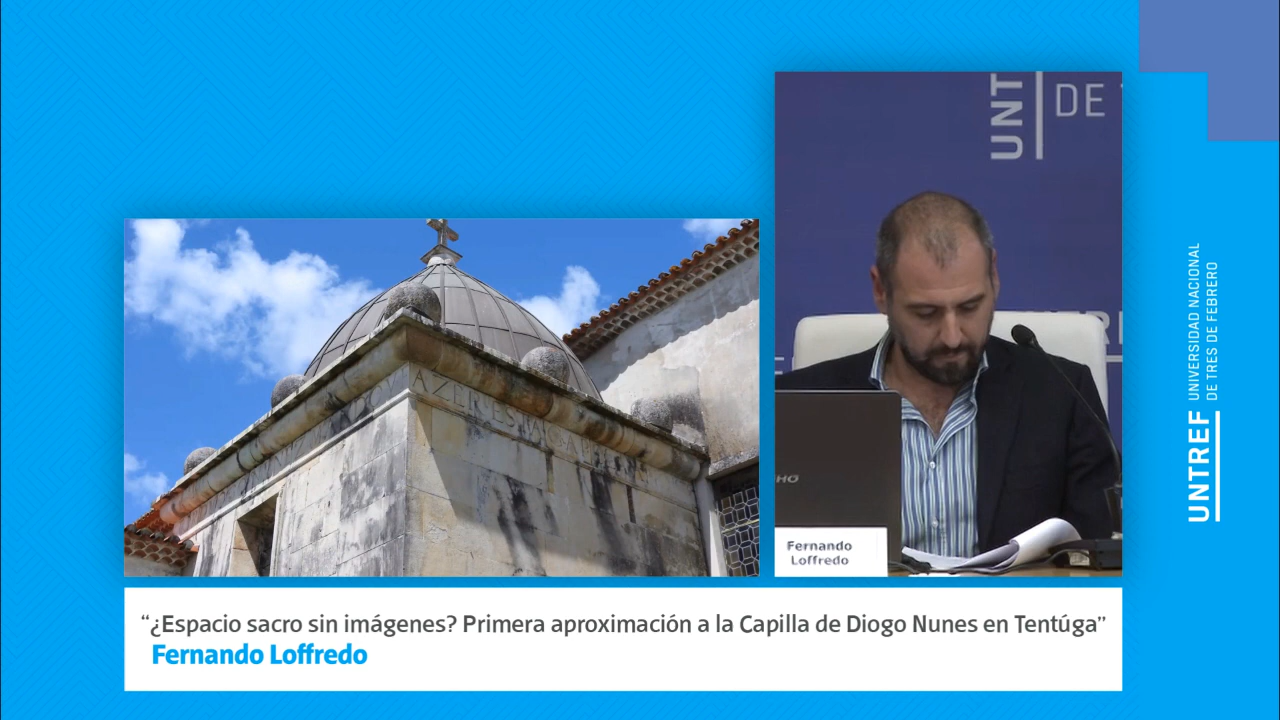 UNT
DE
Fernando
Loffredo
“¿Espacio sacro sin imágenes? Primera aproximación a la Capilla de Diogo Nunes en Tentúga”
Fernando Loffredo
UNTREF
UNIVERSIDAD NACIONAL
DE TRES DE FEBRERO